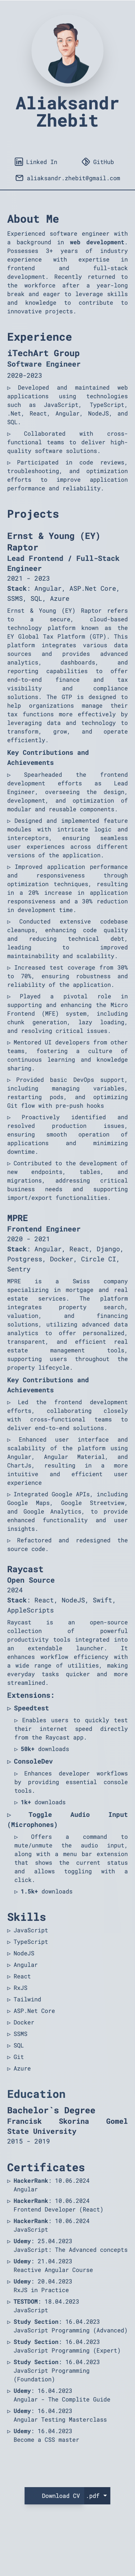 Aliaksandr
Zhebit
Linked In
GitHub
aliaksandr.zhebit@gmail.com
About Me
Experienced software engineer with
a background in web development.
Possesses 3+ years of industry
experience with expertise in
frontend and full-stack
development. Recently returned to
the workforce after a year-long
break and eager to leverage skills
and knowledge to contribute to
innovative projects.
Experience
iTechArt Group
Software Engineer
2020-2023
▷ Developed and maintained web
applications using technologies
such as JavaScript, TypeScript,
.Net, React, Angular, NodeJS, and
SQL.
▷ Collaborated with cross-
functional teams to deliver high-
quality software solutions.
▷ Participated in code reviews,
troubleshooting, and optimization
efforts to improve application
performance and reliability.
Projects
Ernst & Young (EY)
Raptor
Lead Frontend / Full-Stack
Engineer
2021 - 2023
Stack: Angular, ASP.Net Core,
SSMS, SQL, Azure
Ernst & Young (EY) Raptor refers
to a secure, cloud-based
technology platform known as the
EY Global Tax Platform (GTP). This
platform integrates various data
sources and provides advanced
analytics, dashboards, and
reporting capabilities to offer
end-to-end finance and tax
visibility and compliance
solutions. The GTP is designed to
help organizations manage their
tax functions more effectively by
leveraging data and technology to
transform, grow, and operate
efficiently.
Key Contributions and
Achievements
▷ Spearheaded the frontend
development efforts as Lead
Engineer, overseeing the design,
development, and optimization of
modular and reusable components.
▷ Designed and implemented feature
modules with intricate logic and
interceptors, ensuring seamless
user experiences across different
versions of the application.
▷ Improved application performance
and responsiveness through
optimization techniques, resulting
in a 20% increase in application
responsiveness and a 30% reduction
in development time.
▷ Conducted extensive codebase
cleanups, enhancing code quality
and reducing technical debt,
leading to improved
maintainability and scalability.
▷ Increased test coverage from 30%
to 70%, ensuring robustness and
reliability of the application.
▷ Played a pivotal role in
supporting and enhancing the Micro
Frontend (MFE) system, including
chunk generation, lazy loading,
and resolving critical issues.
▷ Mentored UI developers from other
teams, fostering a culture of
continuous learning and knowledge
sharing.
▷ Provided basic DevOps support,
including managing variables,
restarting pods, and optimizing
Git flow with pre-push hooks
▷ Proactively identified and
resolved production issues,
ensuring smooth operation of
applications and minimizing
downtime.
▷ Contributed to the development of
new endpoints, tables, and
migrations, addressing critical
business needs and supporting
import/export functionalities.
MPRE
Frontend Engineer
2020 - 2021
Stack: Angular, React, Django,
Postgress, Docker, Circle CI,
Sentry
MPRE is a Swiss company
specializing in mortgage and real
estate services. The platform
integrates property search,
valuation, and financing
solutions, utilizing advanced data
analytics to offer personalized,
transparent, and efficient real
estate management tools,
supporting users throughout the
property lifecycle.
Key Contributions and
Achievements
▷ Led the frontend development
efforts, collaborating closely
with cross-functional teams to
deliver end-to-end solutions.
▷ Enhanced user interface and
scalability of the platform using
Angular, Angular Material, and
ChartJs, resulting in a more
intuitive and efficient user
experience
▷ Integrated Google APIs, including
Google Maps, Google Streetview,
and Google Analytics, to provide
enhanced functionality and user
insights.
▷ Refactored and redesigned the
source code.
Raycast
Open Source
2024
Stack: React, NodeJS, Swift,
AppleScripts
Raycast is an open-source
collection of powerful
productivity tools integrated into
an extendable launcher. It
enhances workflow efficiency with
a wide range of utilities, making
everyday tasks quicker and more
streamlined.
Extensions:
▷ Speedtest
▷ Enables users to quickly test
their internet speed directly
from the Raycast app.
▷ 50k+ downloads
▷ ConsoleDev
▷ Enhances developer workflows
by providing essential console
tools.
▷ 1k+ downloads
▷ Toggle Audio Input
(Microphones)
▷ Offers a command to
mute/unmute the audio input,
along with a menu bar extension
that shows the current status
and allows toggling with a
click.
▷ 1.5k+ downloads
Skills
▷ JavaScript
▷ TypeScript
▷ NodeJS
▷ Angular
▷ React
▷ RxJS
▷ Tailwind
▷ ASP.Net Core
▷ Docker
▷ SSMS
▷ SQL
▷ Git
▷ Azure
Education
Bachelor`s Degree
Francisk Skorina Gomel
State University
2015 - 2019
Certificates
▷ HackerRank: 10.06.2024
Angular
▷ HackerRank: 10.06.2024
Frontend Developer (React)
▷ HackerRank: 10.06.2024
JavaScript
▷ Udemy: 25.04.2023
JavaScript: The Advanced concepts
▷ Udemy: 21.04.2023
Reactive Angular Course
▷ Udemy: 20.04.2023
RxJS in Practice
▷ TESTDOM: 18.04.2023
JavaScript
▷ Study Section: 16.04.2023
JavaScript Programming (Advanced)
▷ Study Section: 16.04.2023
JavaScript Programming (Expert)
▷ Study Section: 16.04.2023
JavaScript Programming
(Foundation)
▷ Udemy: 16.04.2023
Angular - The Complite Guide
▷ Udemy: 16.04.2023
Angular Testing Masterclass
▷ Udemy: 16.04.2023
Become a CSS master
Download CV .pdf